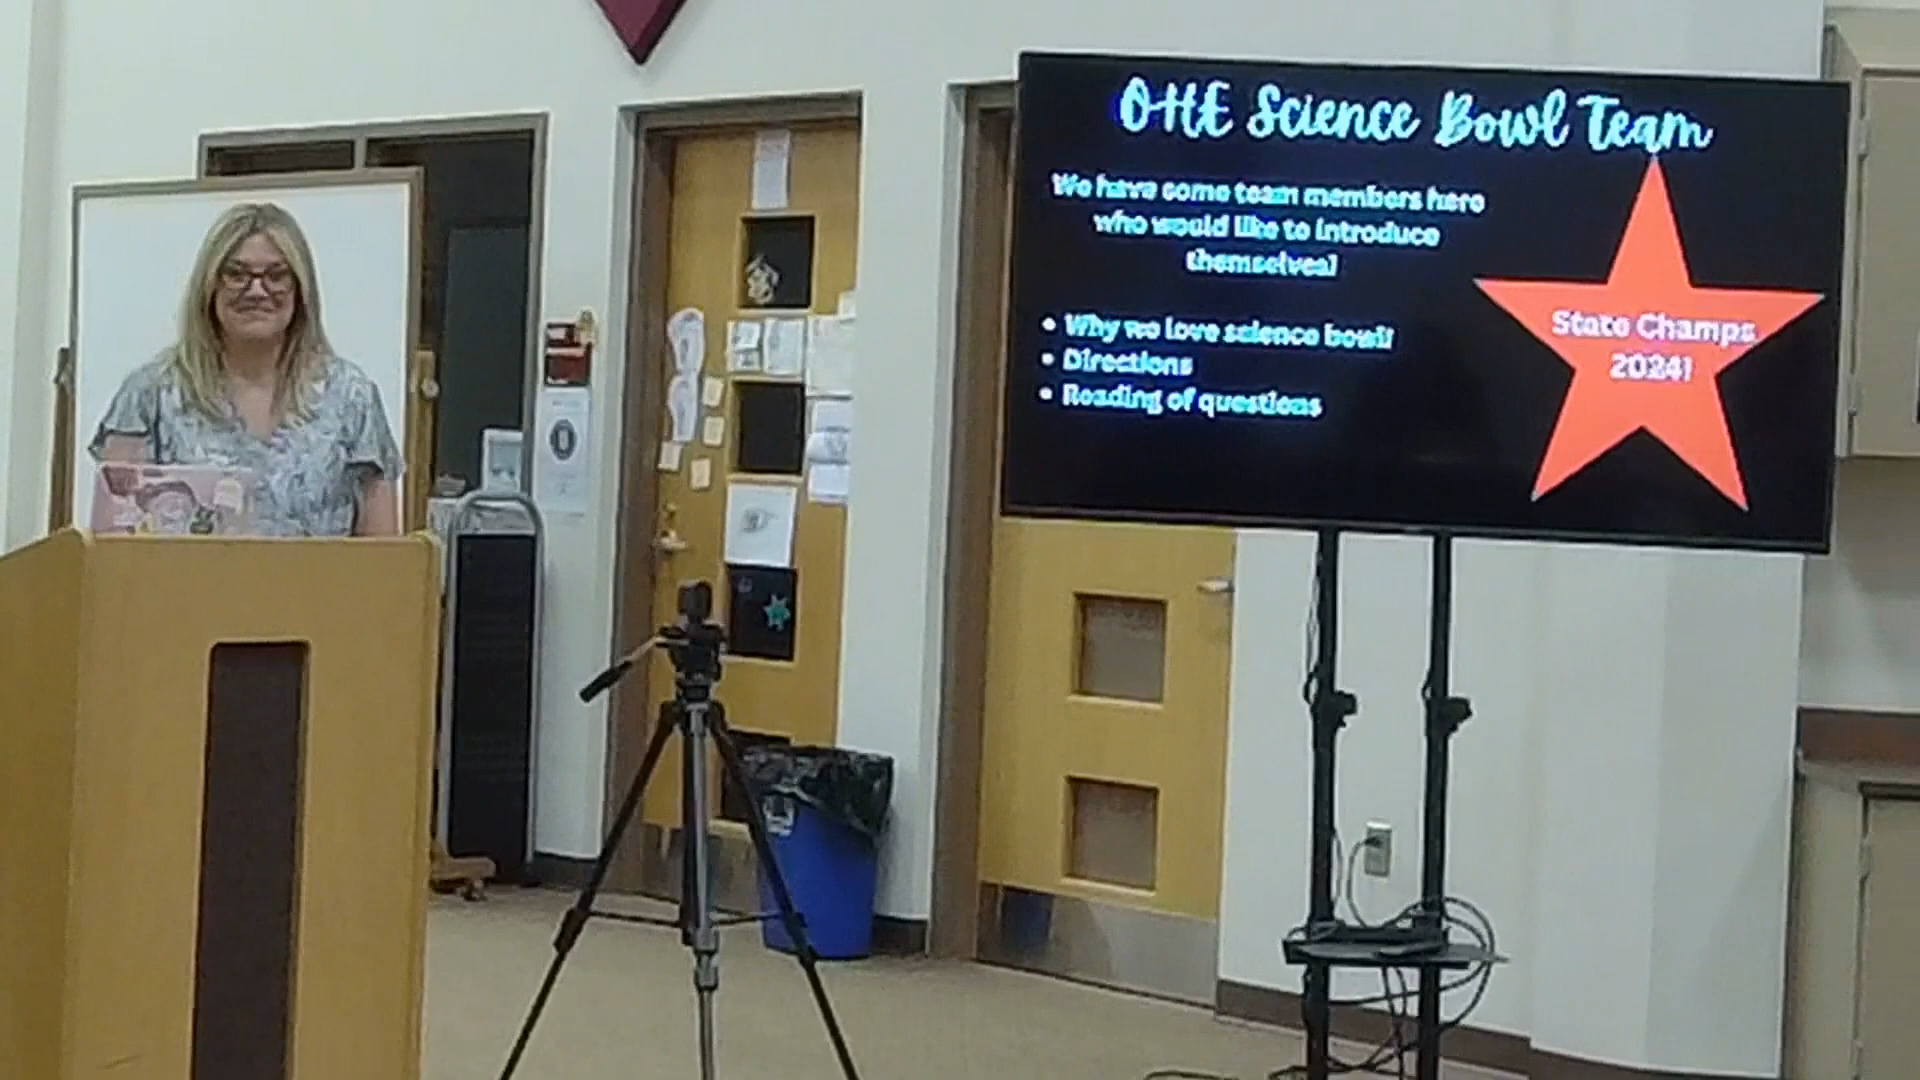 OHE Science Bowl Team
We have some team members here
who would like to introduce
themselves!
• Why we love science bowl!
• Directions
• Reading of questions
State Champs
2024!